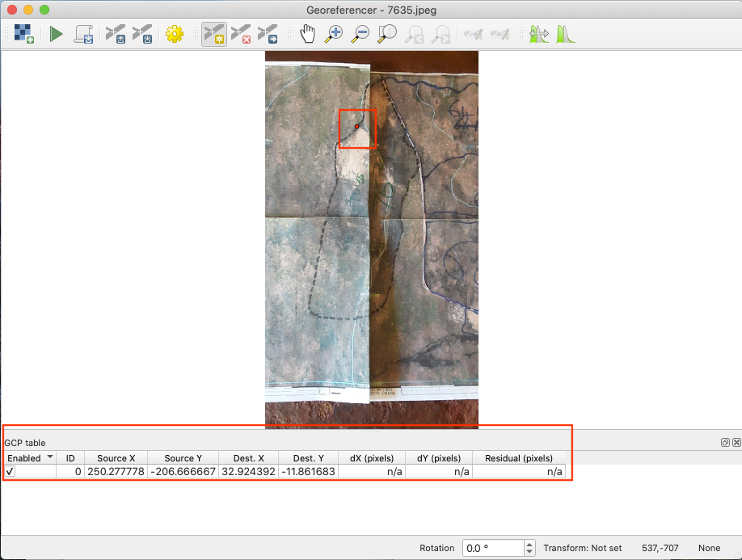 Georeferencer - 7635.jpeg
GCP table
Enabled ID Source X Source Y Dest. X Dest. Y dX (pixels) dY (pixels) Residual (pixels)
0 250.277778 -206.666667 32.924392 -11.861683 n/a n/a n/a
Rotation 0.0 ° Transform: Not set 537,-707 None